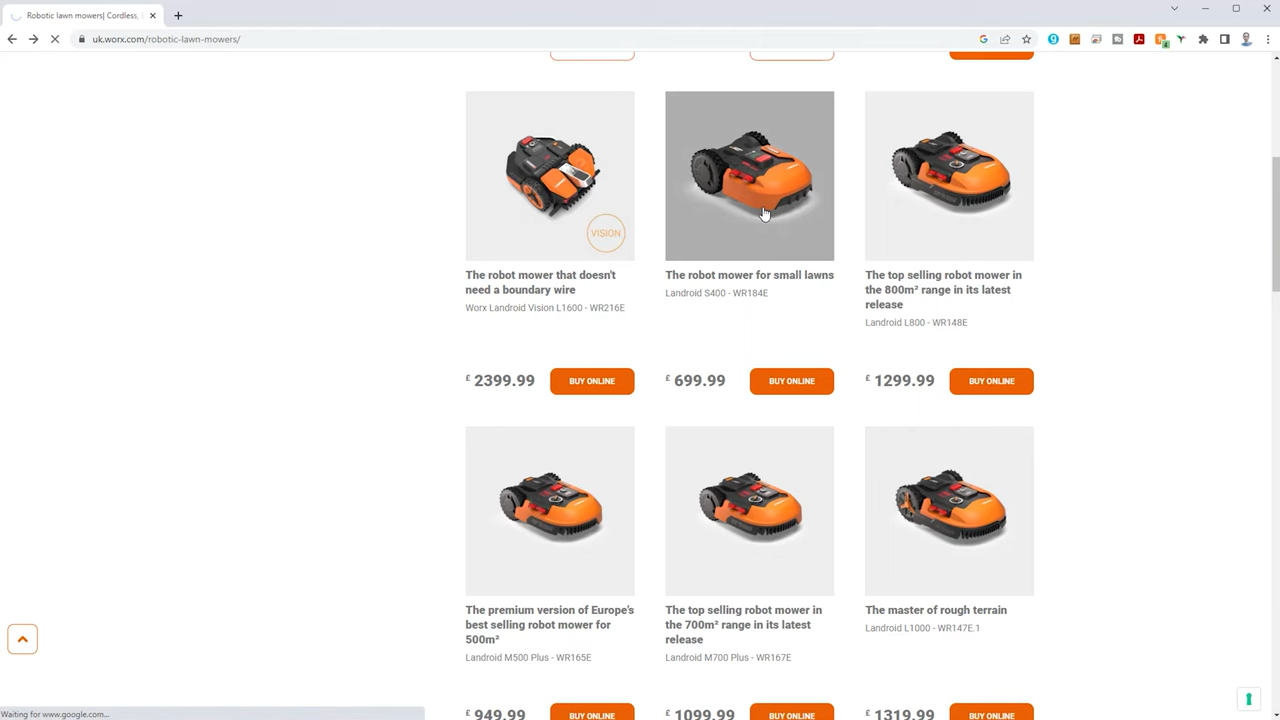 Robotic lawn mowers| Cordless,
uk.worx.com/robotic-lawn-mowers/
4
VISION
The robot mower that doesn't
need a boundary wire
Worx Landroid Vision L1600 - WR216E
£ 2399.99
BUY ONLINE
The robot mower for small lawns
Landroid S400 - WR184E
£ 699.99
BUY ONLINE
The top selling robot mower in
the 800m² range in its latest
release
Landroid L800 - WR148E
£ 1299.99
BUY ONLINE
The premium version of Europe's
best selling robot mower for
500m²
Landroid M500 Plus - WR165E
£ 949.99
BUY ONLINE
The top selling robot mower in
the 700m² range in its latest
release
Landroid M700 Plus - WR167E
£ 1099.99
BUY ONLINE
The master of rough terrain
Landroid L1000 - WR147E.1
£ 1319.99
BUY ONLINE
Waiting for www.google.com...